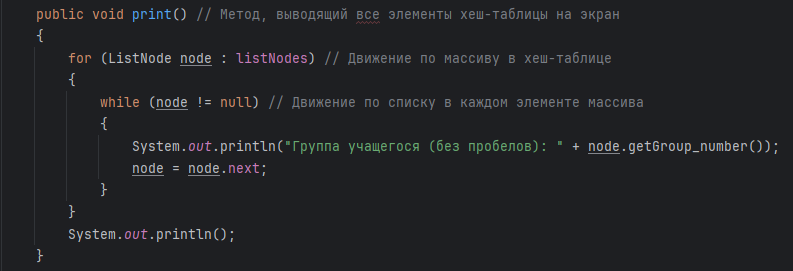 public void print() // Метод, выводящий все элементы хеш-таблицы на экран
{
for (ListNode node : listNodes) // Движение по массиву в хеш-таблице
{
while (node != null) // Движение по списку в каждом элементе массива
{
System.out.println("Группа учащегося (без пробелов): " + node.getGroup_number());
node = node.next;
}
}
System.out.println();
}